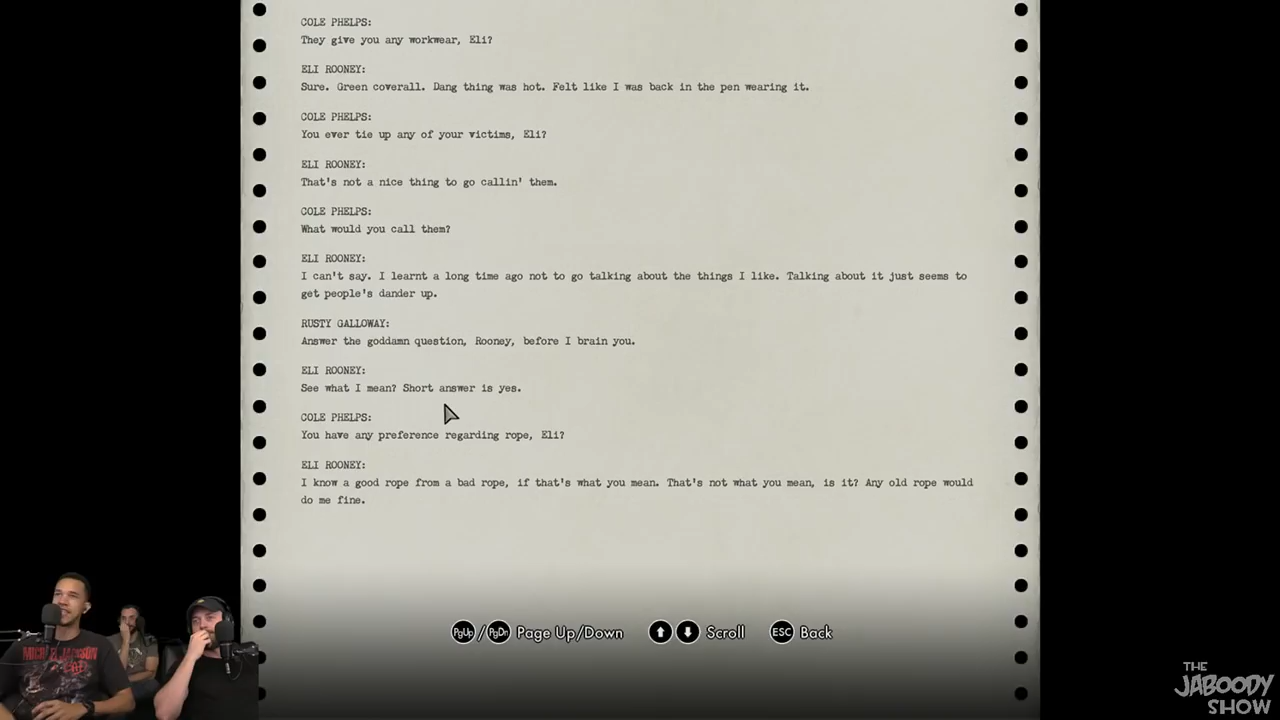 COLE PHELPS:
They give you any workwear, Eli?
ELI ROONEY:
Sure. Green coverall. Dang thing was hot. Felt like I was back in the pen wearing it.
COLE PHELPS:
You ever tie up any of your victims, Eli?
ELI ROONEY:
That's not a nice thing to go callin' them.
COLE PHELPS:
What would you call them?
ELI ROONEY:
I can't say. I learnt a long time ago not to go talking about the things I like. Talking about it just seems to
get people's dander up.
RUSTY GALLOWAY:
Answer the goddamn question, Rooney, before I brain you.
ELI ROONEY:
See what I mean? Short answer is yes.
COLE PHELPS:
You have any preference regarding rope, Eli?
ELI ROONEY:
I know a good rope from a bad rope, if that's what you mean. That's not what you mean, is it? Any old rope would
do me fine.
PgUp/PgDn Page Up/Down Scroll ESC Back
MICHAEL JACKSON
THE
JABOODY
SHOW